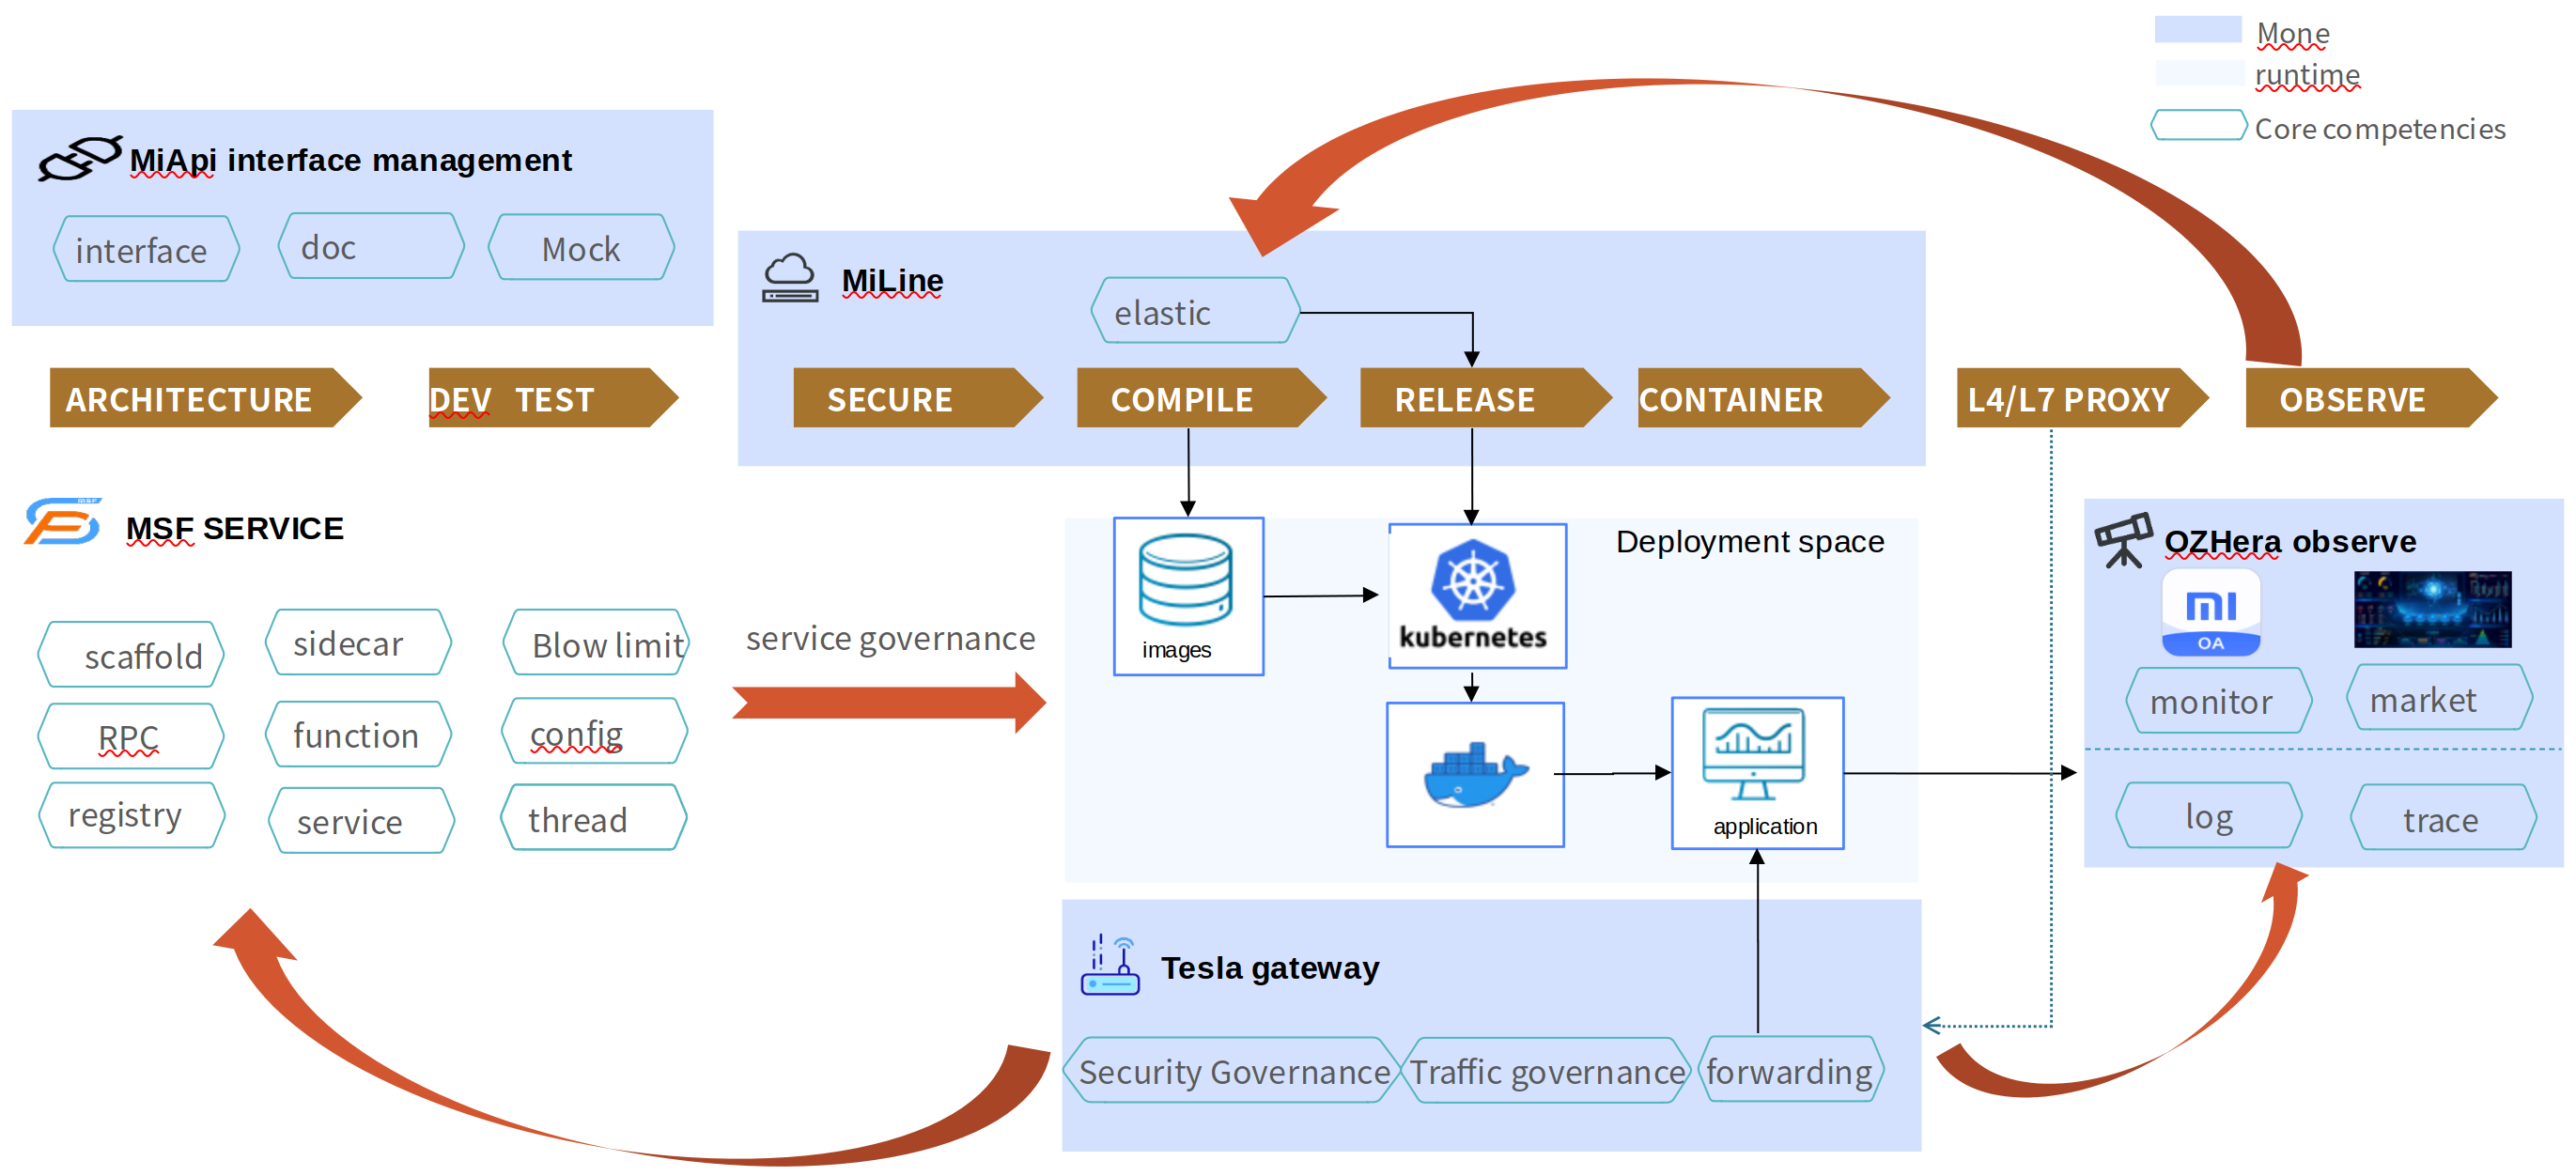 Mone
runtime
Core competencies
MiApi interface management
interface
doc
Mock
MiLine
elastic
ARCHITECTURE
DEV TEST
SECURE
COMPILE
RELEASE
CONTAINER
L4/L7 PROXY
OBSERVE
MSF
MSF SERVICE
scaffold
sidecar
Blow limit
RPC
function
config
registry
service
thread
service governance
Deployment space
images
kubernetes
application
OZHera observe
mi
OA
monitor
market
log
trace
Tesla gateway
Security Governance
Traffic governance
forwarding